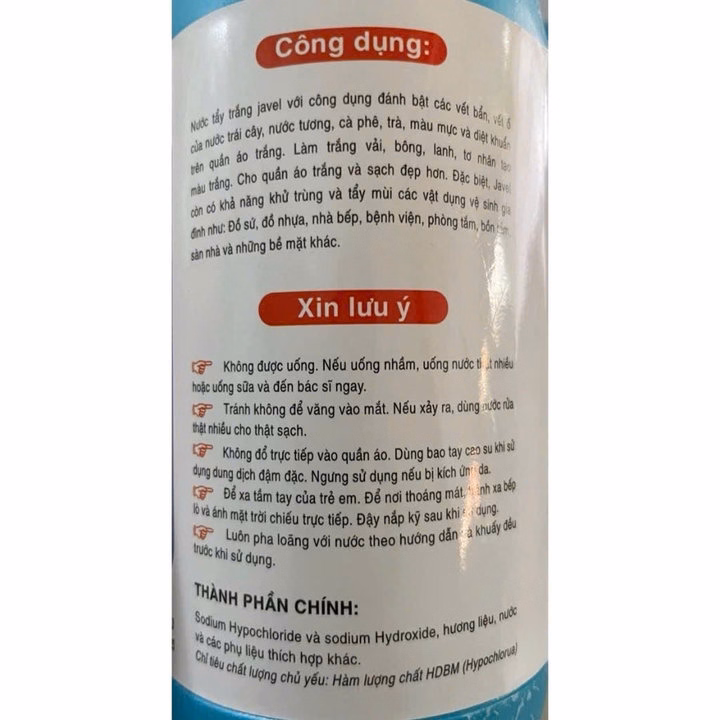 Công dụng:
Nước tẩy trắng javel với công dụng đánh bật các vết bẩn, vết ố
của nước trái cây, nước tương, cà phê, trà, màu mực và diệt khuẩn
trên quần áo trắng. Làm trắng vải, bông, lanh, tơ nhân tạo
màu trắng. Cho quần áo trắng và sạch đẹp hơn. Đặc biệt, Javel
còn có khả năng khử trùng và tẩy mùi các vật dụng vệ sinh gia
đình như: Đồ sứ, đồ nhựa, nhà bếp, bệnh viện, phòng tắm, bồn
sàn nhà và những bề mặt khác.
Xin lưu ý
Không được uống. Nếu uống nhầm, uống nước thật nhiều
hoặc uống sữa và đến bác sĩ ngay.
Tránh không để văng vào mắt. Nếu xảy ra, dùng nước rửa
thật nhiều cho thật sạch.
Không đổ trực tiếp vào quần áo. Dùng bao tay cao su khi sử
dụng dung dịch đậm đặc. Ngưng sử dụng nếu bị kích ứng da.
Để xa tầm tay của trẻ em. Để nơi thoáng mát, tránh xa bếp
lò và ánh mặt trời chiếu trực tiếp. Đậy nắp kỹ sau khi sử dụng.
Luôn pha loãng với nước theo hướng dẫn và khuấy đều
trước khi sử dụng.
THÀNH PHẦN CHÍNH:
Sodium Hypochloride và sodium Hydroxide, hương liệu, nước
và các phụ liệu thích hợp khác.
Chỉ tiêu chất lượng chủ yếu: Hàm lượng chất HDBM (Hypochlorua)